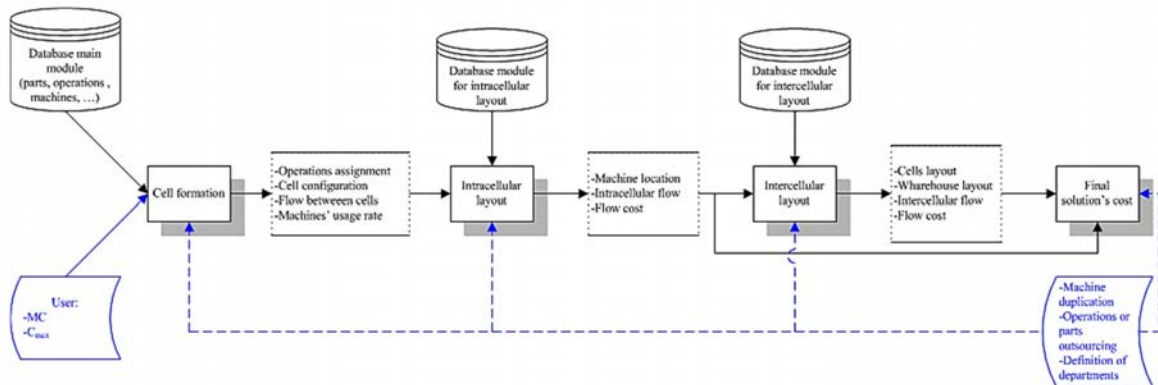 Database main
module
(parts, operations ,
machines, …)
Database module
for intracellular
layout
Database module
for intercellular
layout
Cell formation
-Operations assignment
-Cell configuration
-Flow betweeen cells
-Machines' usage rate
Intracellular
layout
-Machine location
-Intracellular flow
-Flow cost
Intercellular
layout
-Cells layout
-Wharehouse layout
-Intercellular flow
-Flow cost
Final
solution's cost
User:
-MC
-Cmax
-Machine
duplication
-Operations or
parts
outsourcing
-Definition of
departments